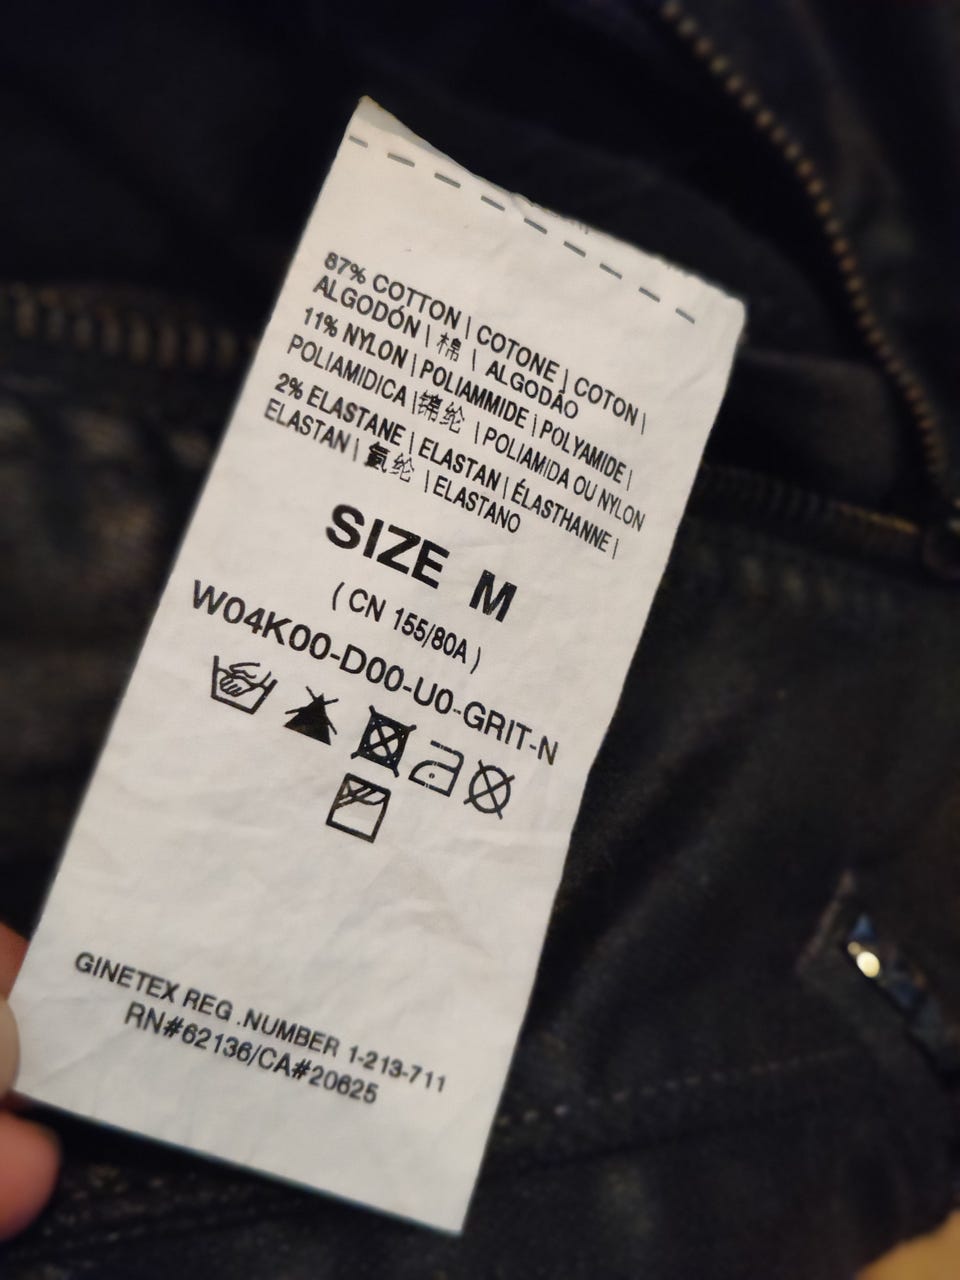 87% COTTON | COTONE | COTON |
ALGODÓN | 棉 | ALGODÃO
11% NYLON | POLIAMMIDE | POLYAMIDE |
POLIAMIDICA | 锦纶 | POLIAMIDA OU NYLON
2% ELASTANE | ELASTAN | ÉLASTHANNE |
ELASTAN | 氨纶 | ELASTANO
SIZE M
( CN 155/80A )
W04K00-D00-U0-GRIT-N
GINETEX REG .NUMBER 1-213-711
RN#62136/CA#20625